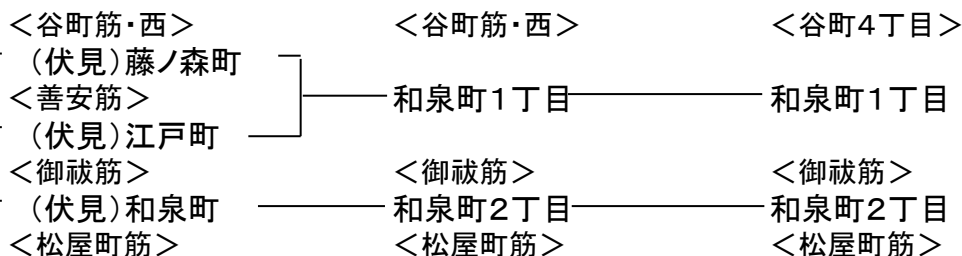 ＜谷町筋・西＞ ＜谷町筋・西＞ ＜谷町4丁目＞
（伏見）藤ノ森町
＜善安筋＞ 和泉町1丁目 和泉町1丁目
（伏見）江戸町
＜御祓筋＞ ＜御祓筋＞ ＜御祓筋＞
（伏見）和泉町 和泉町2丁目 和泉町2丁目
＜松屋町筋＞ ＜松屋町筋＞ ＜松屋町筋＞